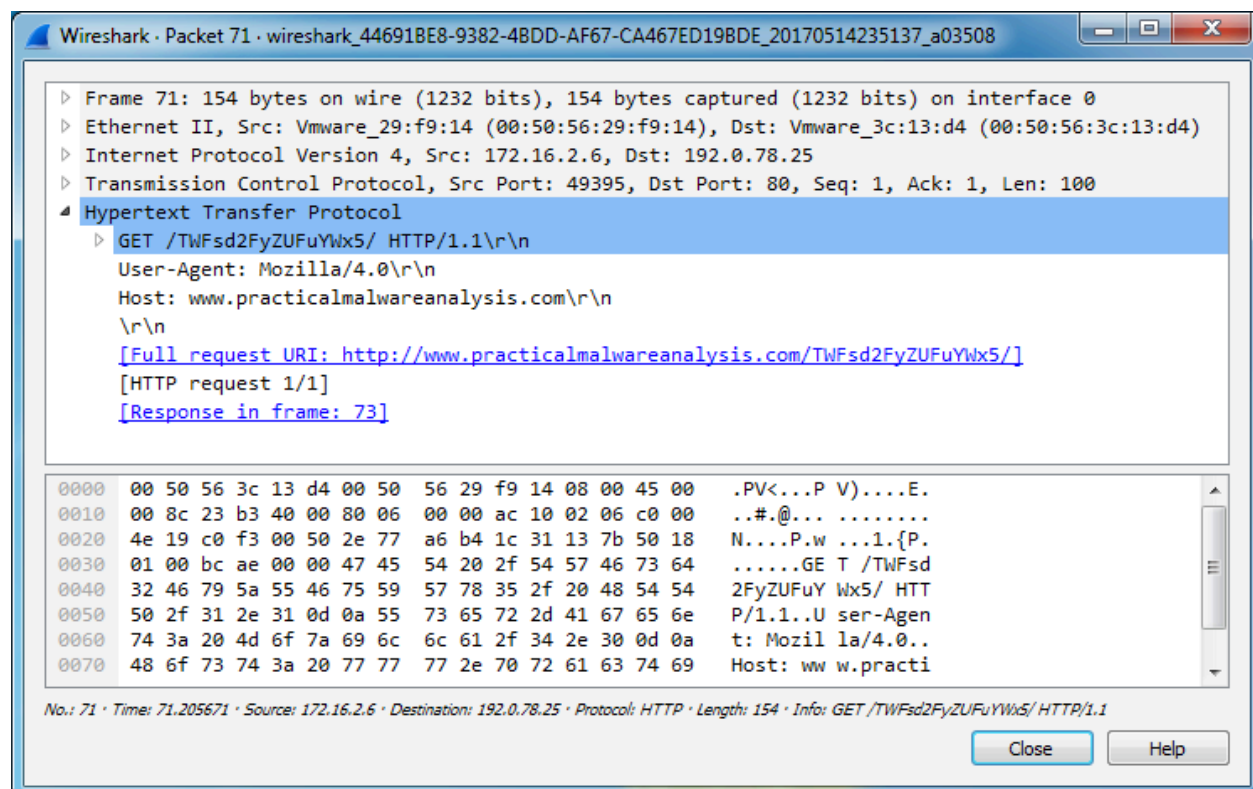 Wireshark · Packet 71 · wireshark_44691BE8-9382-4BDD-AF67-CA467ED19BDE_20170514235137_a03508
Frame 71: 154 bytes on wire (1232 bits), 154 bytes captured (1232 bits) on interface 0
Ethernet II, Src: Vmware_29:f9:14 (00:50:56:29:f9:14), Dst: Vmware_3c:13:d4 (00:50:56:3c:13:d4)
Internet Protocol Version 4, Src: 172.16.2.6, Dst: 192.0.78.25
Transmission Control Protocol, Src Port: 49395, Dst Port: 80, Seq: 1, Ack: 1, Len: 100
Hypertext Transfer Protocol
GET /TWFsd2FyZUFuYWx5/ HTTP/1.1\r\n
User-Agent: Mozilla/4.0\r\n
Host: www.practicalmalwareanalysis.com\r\n
\r\n
[Full request URI: http://www.practicalmalwareanalysis.com/TWFsd2FyZUFuYWx5/]
[HTTP request 1/1]
[Response in frame: 73]
0000 00 50 56 3c 13 d4 00 50 56 29 f9 14 08 00 45 00 .PV<...P V)....E.
0010 00 8c 23 b3 40 00 80 06 00 00 ac 10 02 06 c0 00 ..#.@... ........
0020 4e 19 c0 f3 00 50 2e 77 a6 b4 1c 31 13 7b 50 18 N....P.w ...1.{P.
0030 01 00 bc ae 00 00 47 45 54 20 2f 54 57 46 73 64 ......GE T /TWFsd
0040 32 46 79 5a 55 46 75 59 57 78 35 2f 20 48 54 54 2FyZUFuY Wx5/ HTT
0050 50 2f 31 2e 31 0d 0a 55 73 65 72 2d 41 67 65 6e P/1.1..U ser-Agen
0060 74 3a 20 4d 6f 7a 69 6c 6c 61 2f 34 2e 30 0d 0a t: Mozil la/4.0..
0070 48 6f 73 74 3a 20 77 77 77 2e 70 72 61 63 74 69 Host: ww w.practi
No.: 71 · Time: 71.205671 · Source: 172.16.2.6 · Destination: 192.0.78.25 · Protocol: HTTP · Length: 154 · Info: GET /TWFsd2FyZUFuYWx5/ HTTP/1.1
Close Help